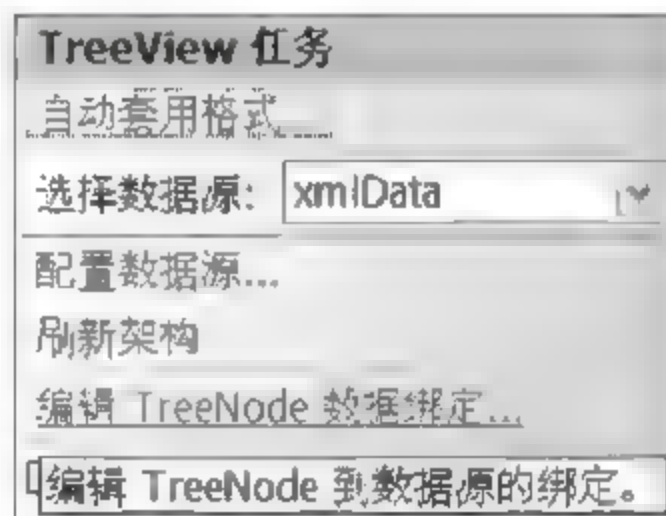 TreeView 任务
自动套用格式...
选择数据源: xmlData
配置数据源...
刷新架构
编辑 TreeNode 数据绑定...
编辑 TreeNode 到数据源的绑定。